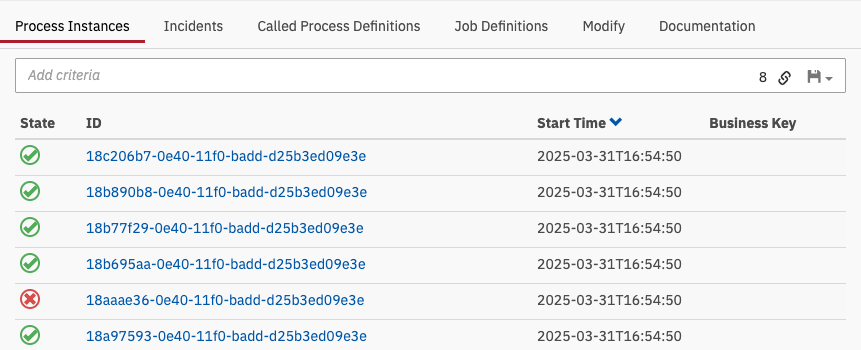 Process Instances Incidents Called Process Definitions Job Definitions Modify Documentation
Add criteria 8
State ID Start Time Business Key
18c206b7-0e40-11f0-badd-d25b3ed09e3e 2025-03-31T16:54:50
18b890b8-0e40-11f0-badd-d25b3ed09e3e 2025-03-31T16:54:50
18b77f29-0e40-11f0-badd-d25b3ed09e3e 2025-03-31T16:54:50
18b695aa-0e40-11f0-badd-d25b3ed09e3e 2025-03-31T16:54:50
18aaae36-0e40-11f0-badd-d25b3ed09e3e 2025-03-31T16:54:50
18a97593-0e40-11f0-badd-d25b3ed09e3e 2025-03-31T16:54:50